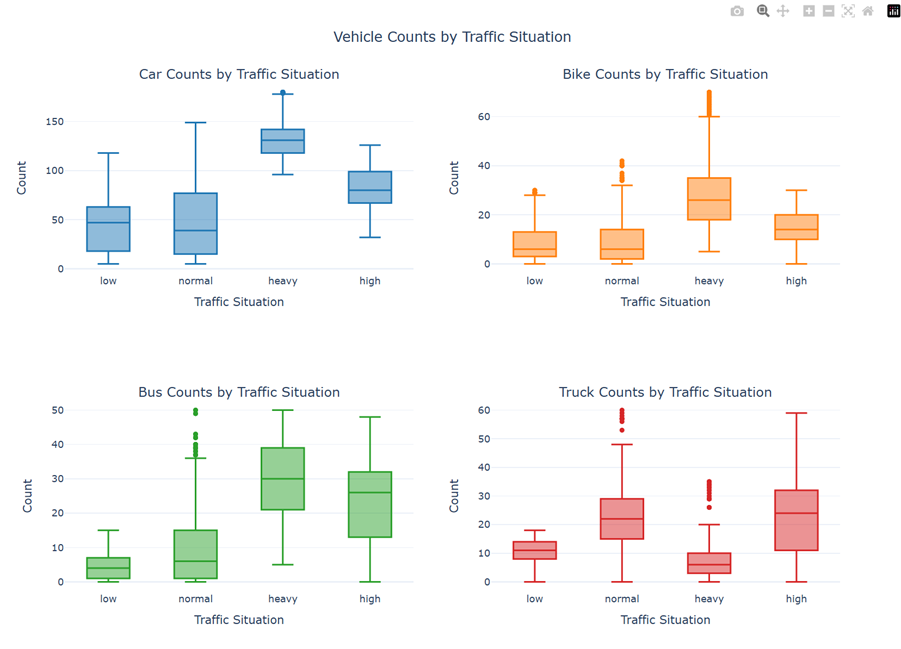 Vehicle Counts by Traffic Situation
Car Counts by Traffic Situation
Count
150
100
50
0
low normal heavy high
Traffic Situation
Bike Counts by Traffic Situation
Count
60
40
20
0
low normal heavy high
Traffic Situation
Bus Counts by Traffic Situation
Count
50
40
30
20
10
0
low normal heavy high
Traffic Situation
Truck Counts by Traffic Situation
Count
60
50
40
30
20
10
0
low normal heavy high
Traffic Situation